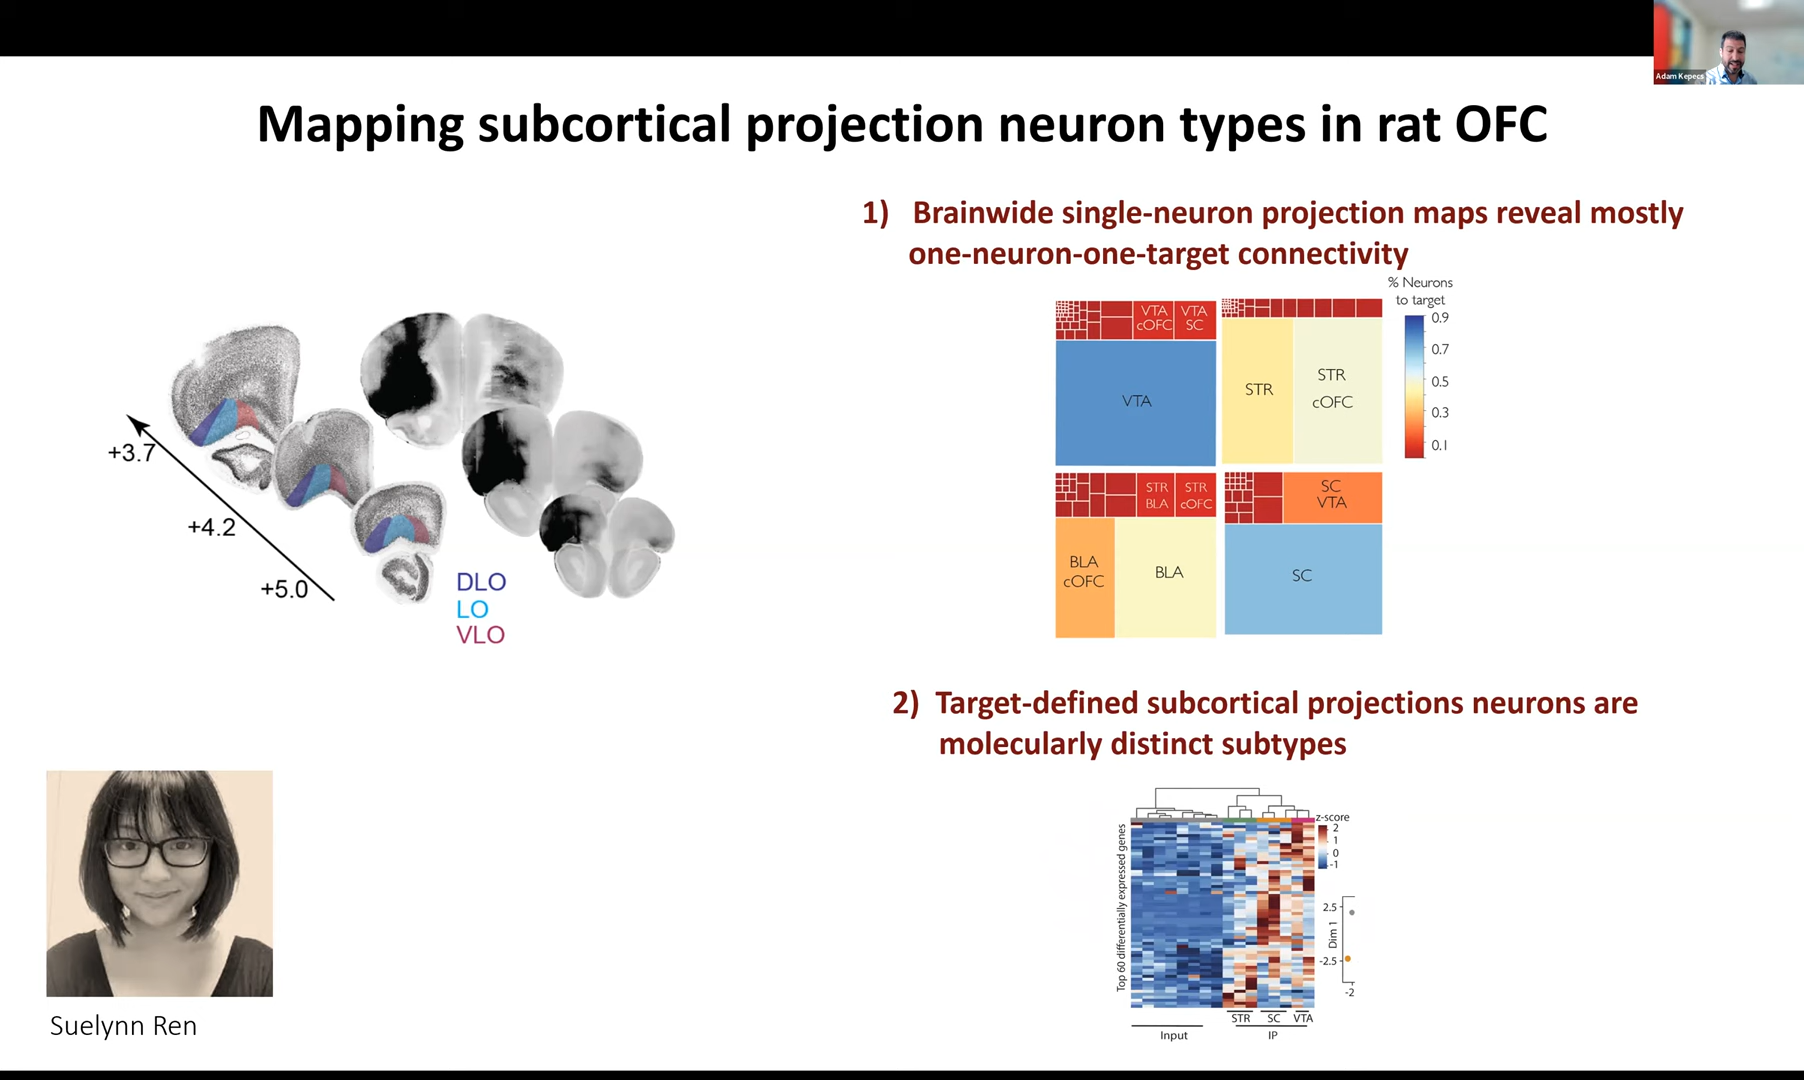 Adam Kepecs
Mapping subcortical projection neuron types in rat OFC
1) Brainwide single-neuron projection maps reveal mostly
one-neuron-one-target connectivity
% Neurons
to target
0.9
0.7
0.5
0.3
0.1
VTA
cOFC
VTA
SC
VTA
STR
STR
cOFC
STR
BLA
STR
cOFC
BLA
cOFC
BLA
SC
VTA
SC
+3.7
+4.2
+5.0
DLO
LO
VLO
2) Target-defined subcortical projections neurons are
molecularly distinct subtypes
Top 60 differentially expressed genes
z-score
2
1
0
-1
2.5
Dim 1
-2.5
-2
STR SC VTA
Input IP
Suelynn Ren